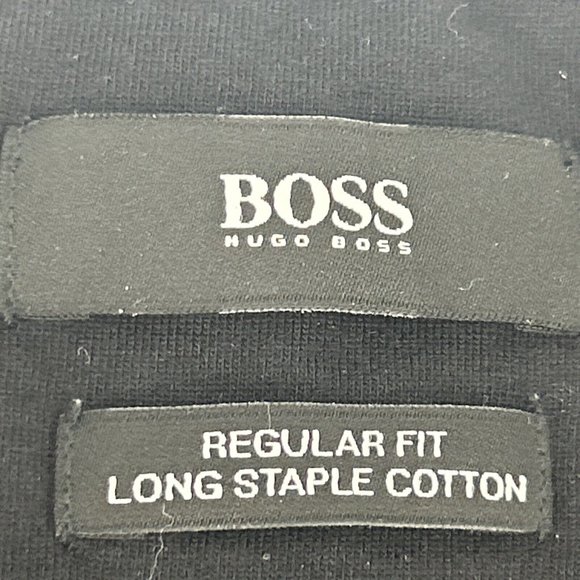 BOSS
HUGO BOSS
REGULAR FIT
LONG STAPLE COTTON